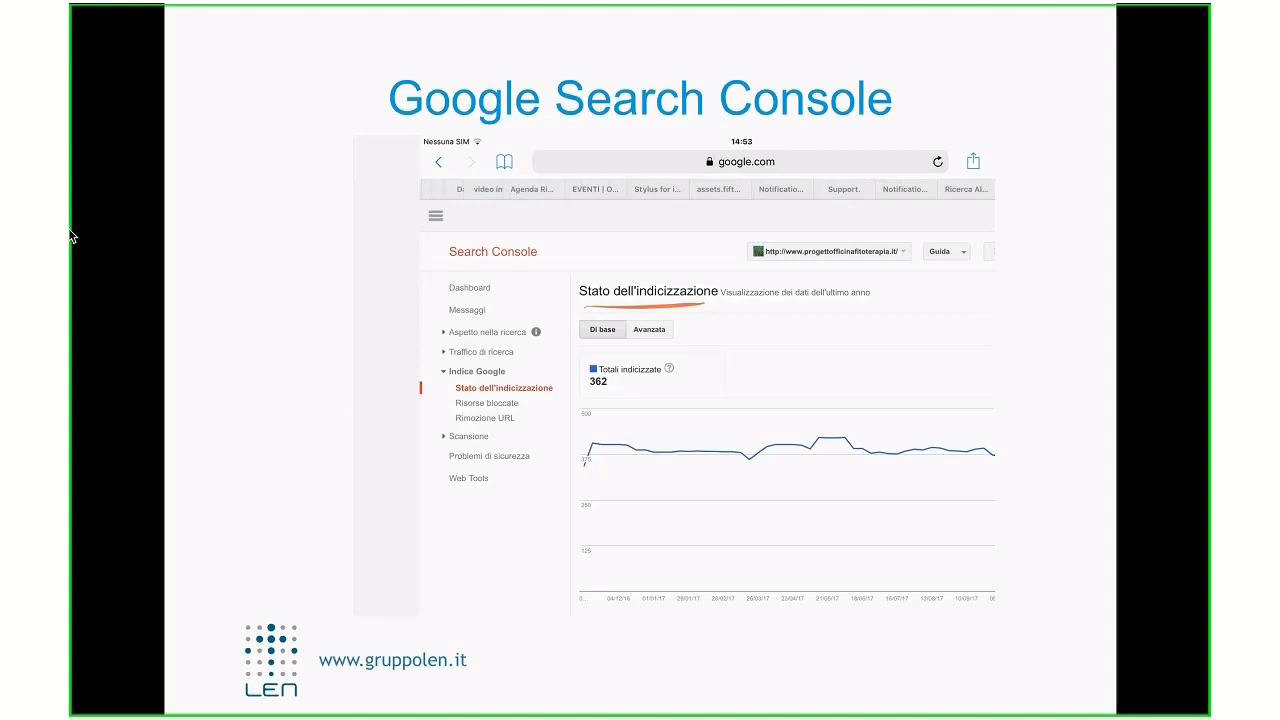 Google Search Console
Nessuna SIM 14:53
google.com
video in Agenda Ri... EVENTI | O... Stylus for i... assets.fift... Notificatio... Support. Notificatio... Ricerca Al...
Search Console http://www.progettofficinafitoterapia.it/ Guida
Dashboard
Messaggi
Aspetto nella ricerca
Traffico di ricerca
Indice Google
Stato dell'indicizzazione
Risorse bloccate
Rimozione URL
Scansione
Problemi di sicurezza
Web Tools
Stato dell'indicizzazione Visualizzazione dei dati dell'ultimo anno
Di base Avanzata
Totali indicizzate
362
500
375
250
125
0... 04/12/16 01/01/17 29/01/17 26/02/17 26/03/17 23/04/17 21/05/17 18/06/17 16/07/17 13/08/17 10/09/17
LEN
www.gruppolen.it